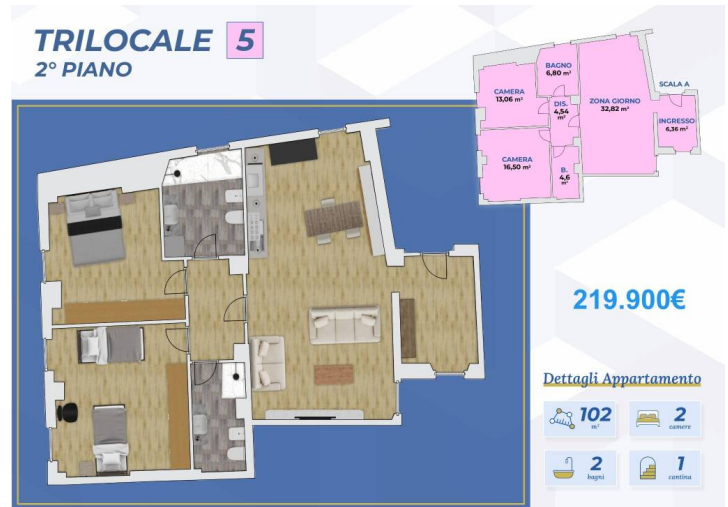 TRILOCALE 5
2° PIANO
BAGNO
6,80 m²
CAMERA
13,06 m²
DIS.
4,54
m²
ZONA GIORNO
32,82 m²
SCALA A
INGRESSO
6,36 m²
CAMERA
16,50 m²
B.
4,6
m²
219.900€
Dettagli Appartamento
102
m²
2
camere
2
bagni
1
cantina